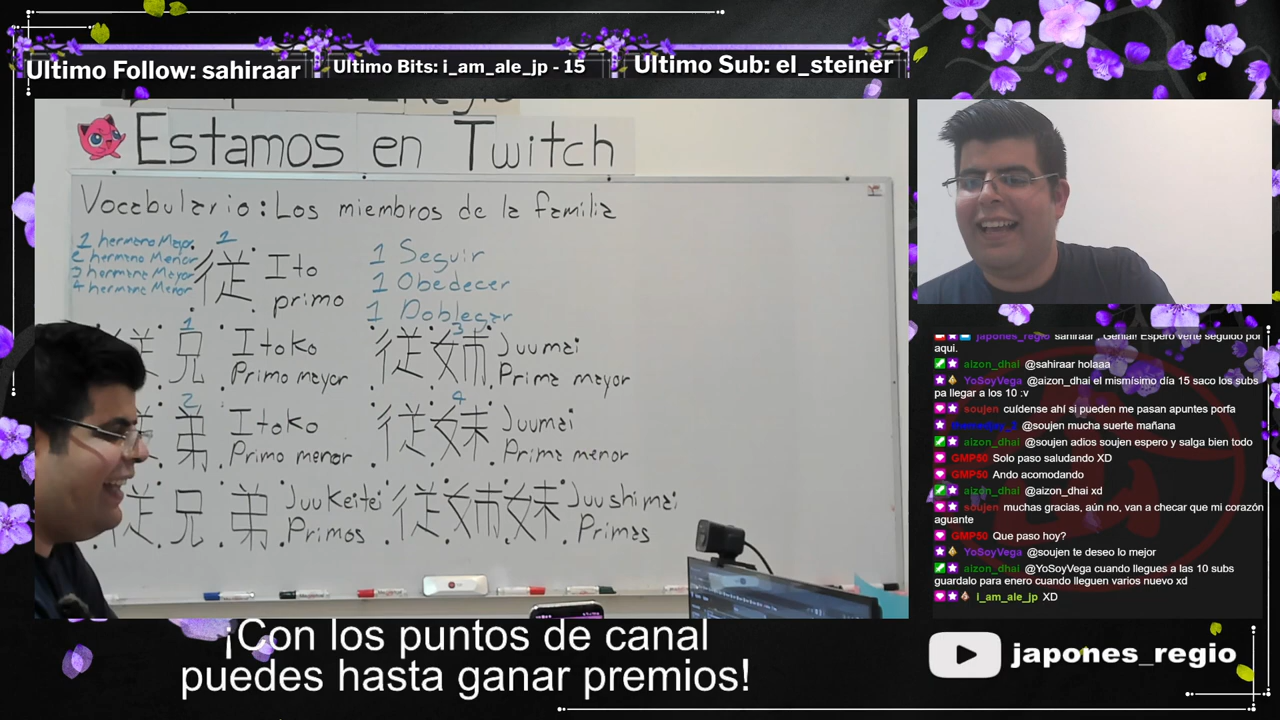 Ultimo Follow: sahiraar
Ultimo Bits: i_am_ale_jp - 15
Ultimo Sub: el_steiner
Estamos en Twitch
Vocabulario: Los miembros de la familia
1 hermano Mayor
2 hermano Menor
3 hermana Mayor
4 hermana Menor
1
従 Ito
primo
1 Seguir
1 Obedecer
1 Doblegar
1
兄 Itoko
Primo mayor
3
従姉 Juumai
Prima mayor
2
弟 Itoko
Primo menor
4
従妹 Juumai
Prima menor
従兄弟 Juukeitei
Primos
従姉妹 Juushimai
Primas
japones_regio sahiraar , Genial! Espero verte seguido por
aqui.
aizon_dhai @sahiraar holaaa
YoSoyVega @aizon_dhai el mismísimo día 15 saco los subs
pa llegar a los 10 :v
soujen cuídense ahí si pueden me pasan apuntes porfa
@soujen mucha suerte mañana
aizon_dhai @soujen adios soujen espero y salga bien todo
GMP50 Solo paso saludando XD
GMP50 Ando acomodando
aizon_dhai @aizon_dhai xd
soujen muchas gracias, aún no, van a checar que mi corazón
aguante
GMP50 Que paso hoy?
YoSoyVega @soujen te deseo lo mejor
aizon_dhai @YoSoyVega cuando llegues a las 10 subs
guardalo para enero cuando lleguen varios nuevo xd
i_am_ale_jp XD
¡Con los puntos de canal
puedes hasta ganar premios!
japones_regio